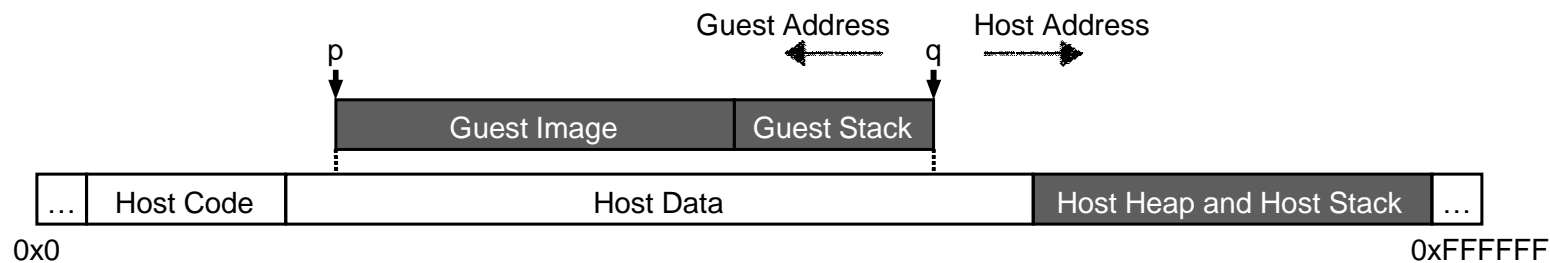 Guest Address Host Address
p q
Guest Image Guest Stack
… Host Code Host Data Host Heap and Host Stack …
0x0 0xFFFFFF